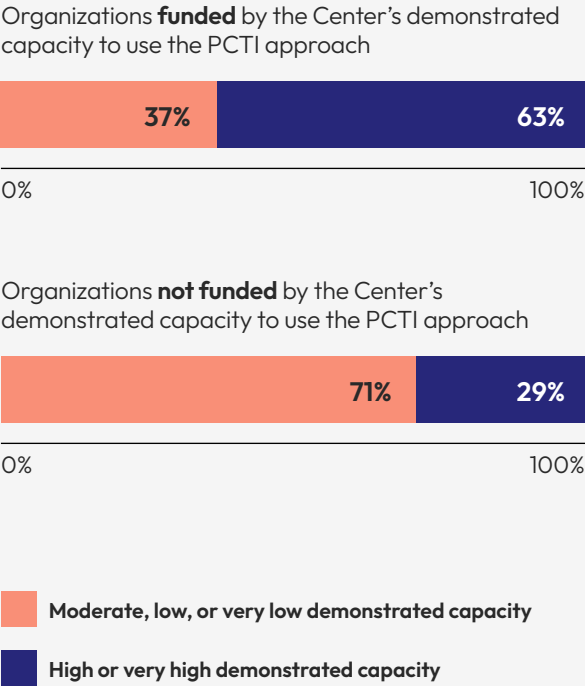 Organizations funded by the Center's demonstrated
capacity to use the PCTI approach
37% 63%
0% 100%
Organizations not funded by the Center's
demonstrated capacity to use the PCTI approach
71% 29%
0% 100%
Moderate, low, or very low demonstrated capacity
High or very high demonstrated capacity